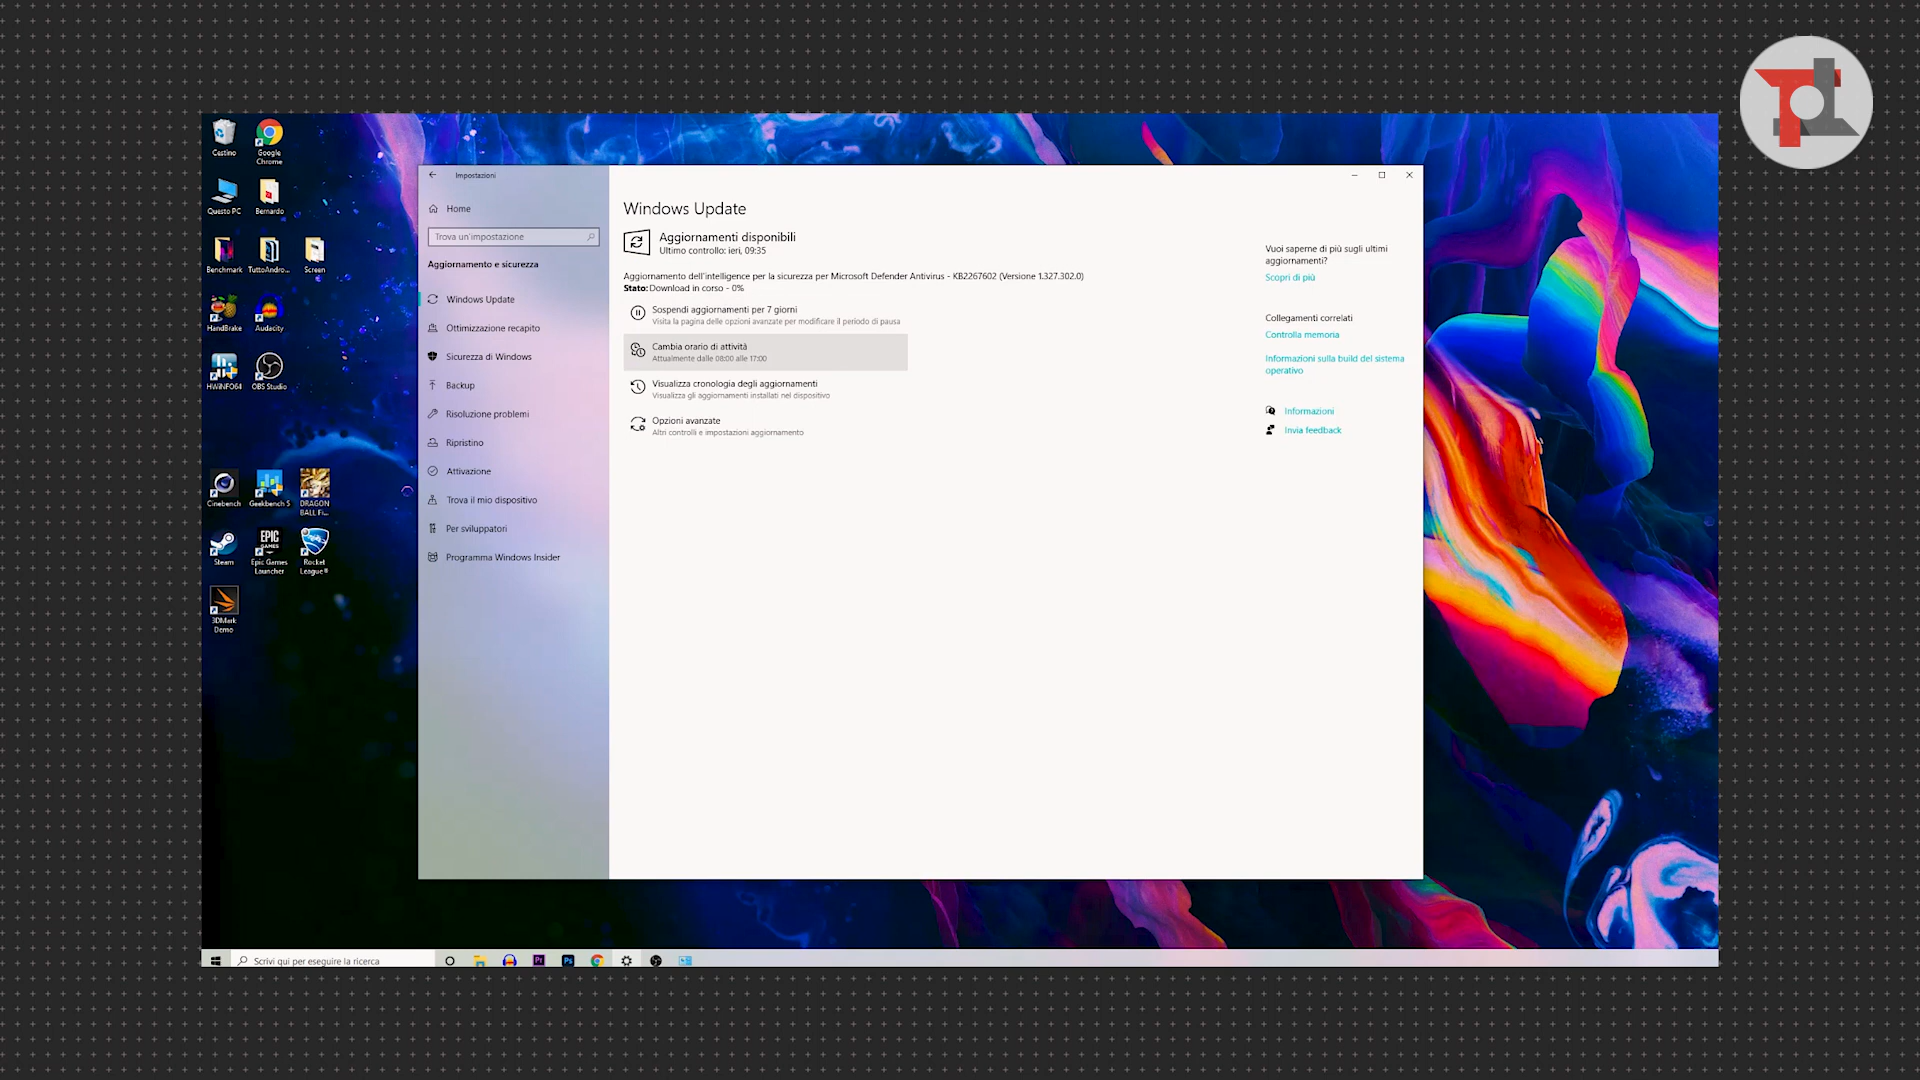 Cestino
Google
Chrome
Questo PC
Bernardo
Benchmark
TuttoAndro...
Screen
HandBrake
Audacity
HWiNFO64
OBS Studio
Cinebench
Geekbench 5
DRAGON
BALL Fi...
Steam
EPIC
GAMES
Epic Games
Launcher
Rocket
League®
3DMark
Demo
Impostazioni
Home
Trova un'impostazione
Aggiornamento e sicurezza
Windows Update
Ottimizzazione recapito
Sicurezza di Windows
Backup
Risoluzione problemi
Ripristino
Attivazione
Trova il mio dispositivo
Per sviluppatori
Programma Windows Insider
Windows Update
Aggiornamenti disponibili
Ultimo controllo: ieri, 09:35
Aggiornamento dell'intelligence per la sicurezza per Microsoft Defender Antivirus - KB2267602 (Versione 1.327.302.0)
Stato: Download in corso - 0%
Sospendi aggiornamenti per 7 giorni
Visita la pagina delle opzioni avanzate per modificare il periodo di pausa
Cambia orario di attività
Attualmente dalle 08:00 alle 17:00
Visualizza cronologia degli aggiornamenti
Visualizza gli aggiornamenti installati nel dispositivo
Opzioni avanzate
Altri controlli e impostazioni aggiornamento
Vuoi saperne di più sugli ultimi
aggiornamenti?
Scopri di più
Collegamenti correlati
Controlla memoria
Informazioni sulla build del sistema
operativo
Informazioni
Invia feedback
Scrivi qui per eseguire la ricerca
Pr
Ps